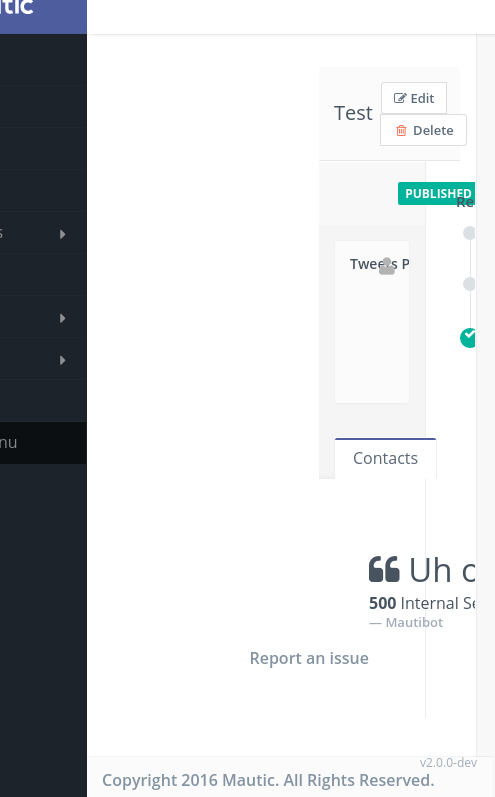 tic
Test
Edit
Delete
PUBLISHED
Re
s
Twee s P
nu
Contacts
Uh o
500 Internal Se
— Mautibot
Report an issue
v2.0.0-dev
Copyright 2016 Mautic. All Rights Reserved.